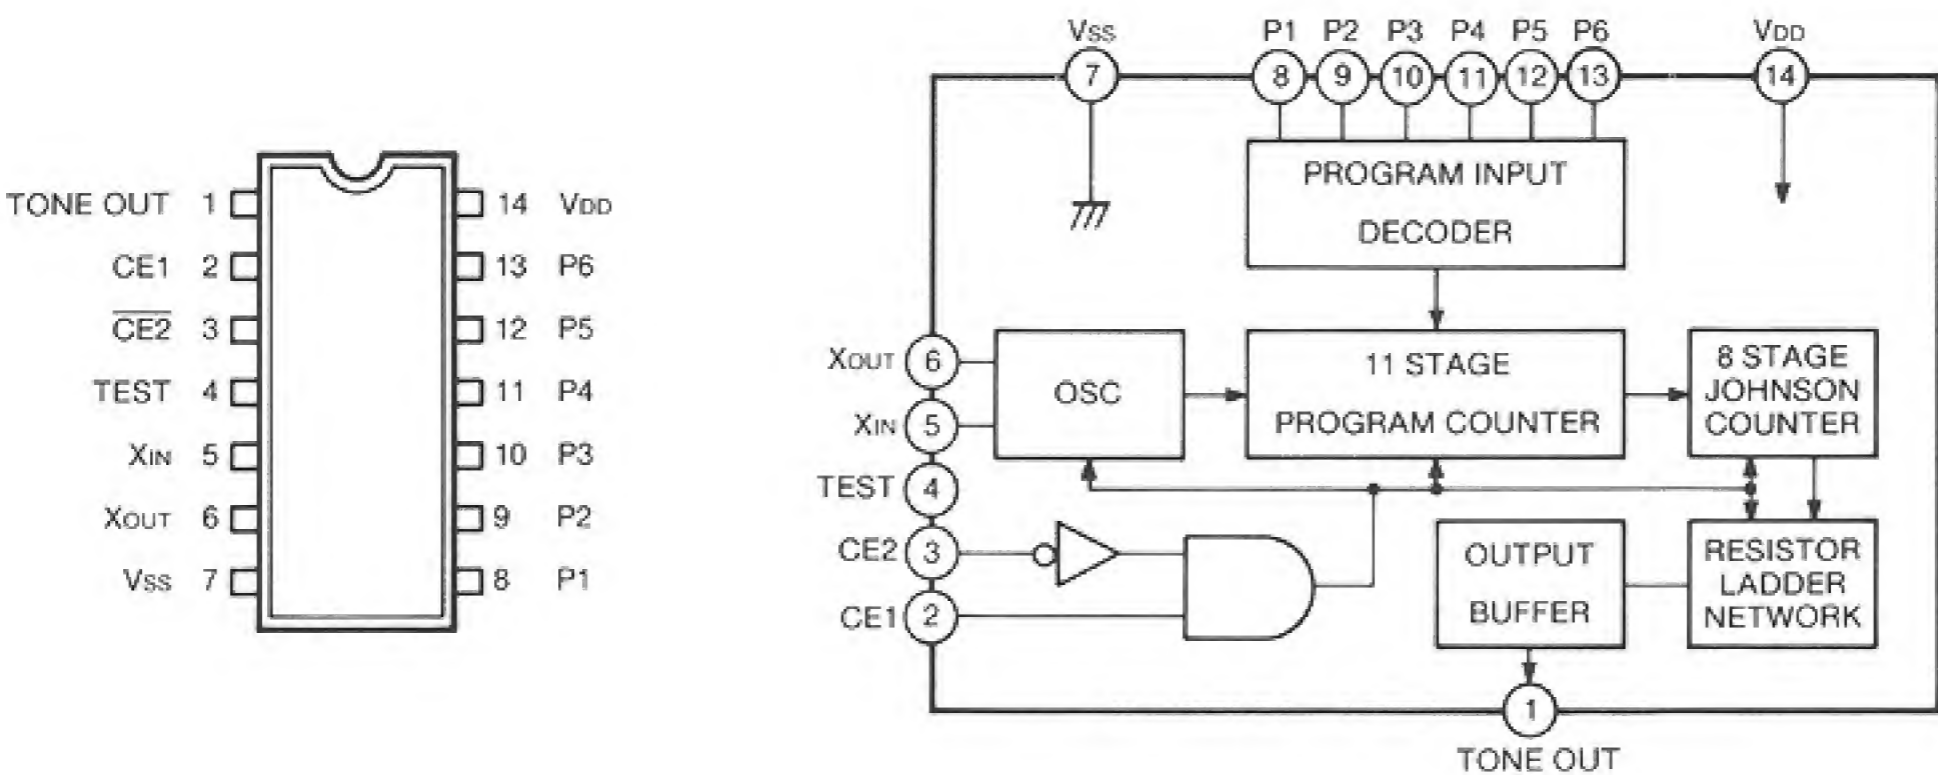 TONE OUT 1 14 VDD
CE1 2 13 P6
CE2 3 12 P5
TEST 4 11 P4
XIN 5 10 P3
XOUT 6 9 P2
VSS 7 8 P1
VSS P1 P2 P3 P4 P5 P6 VDD
7 8 9 10 11 12 13 14
PROGRAM INPUT
DECODER
XOUT 6
XIN 5
TEST 4
CE2 3
CE1 2
OSC
11 STAGE
PROGRAM COUNTER
8 STAGE
JOHNSON
COUNTER
OUTPUT
BUFFER
RESISTOR
LADDER
NETWORK
1
TONE OUT